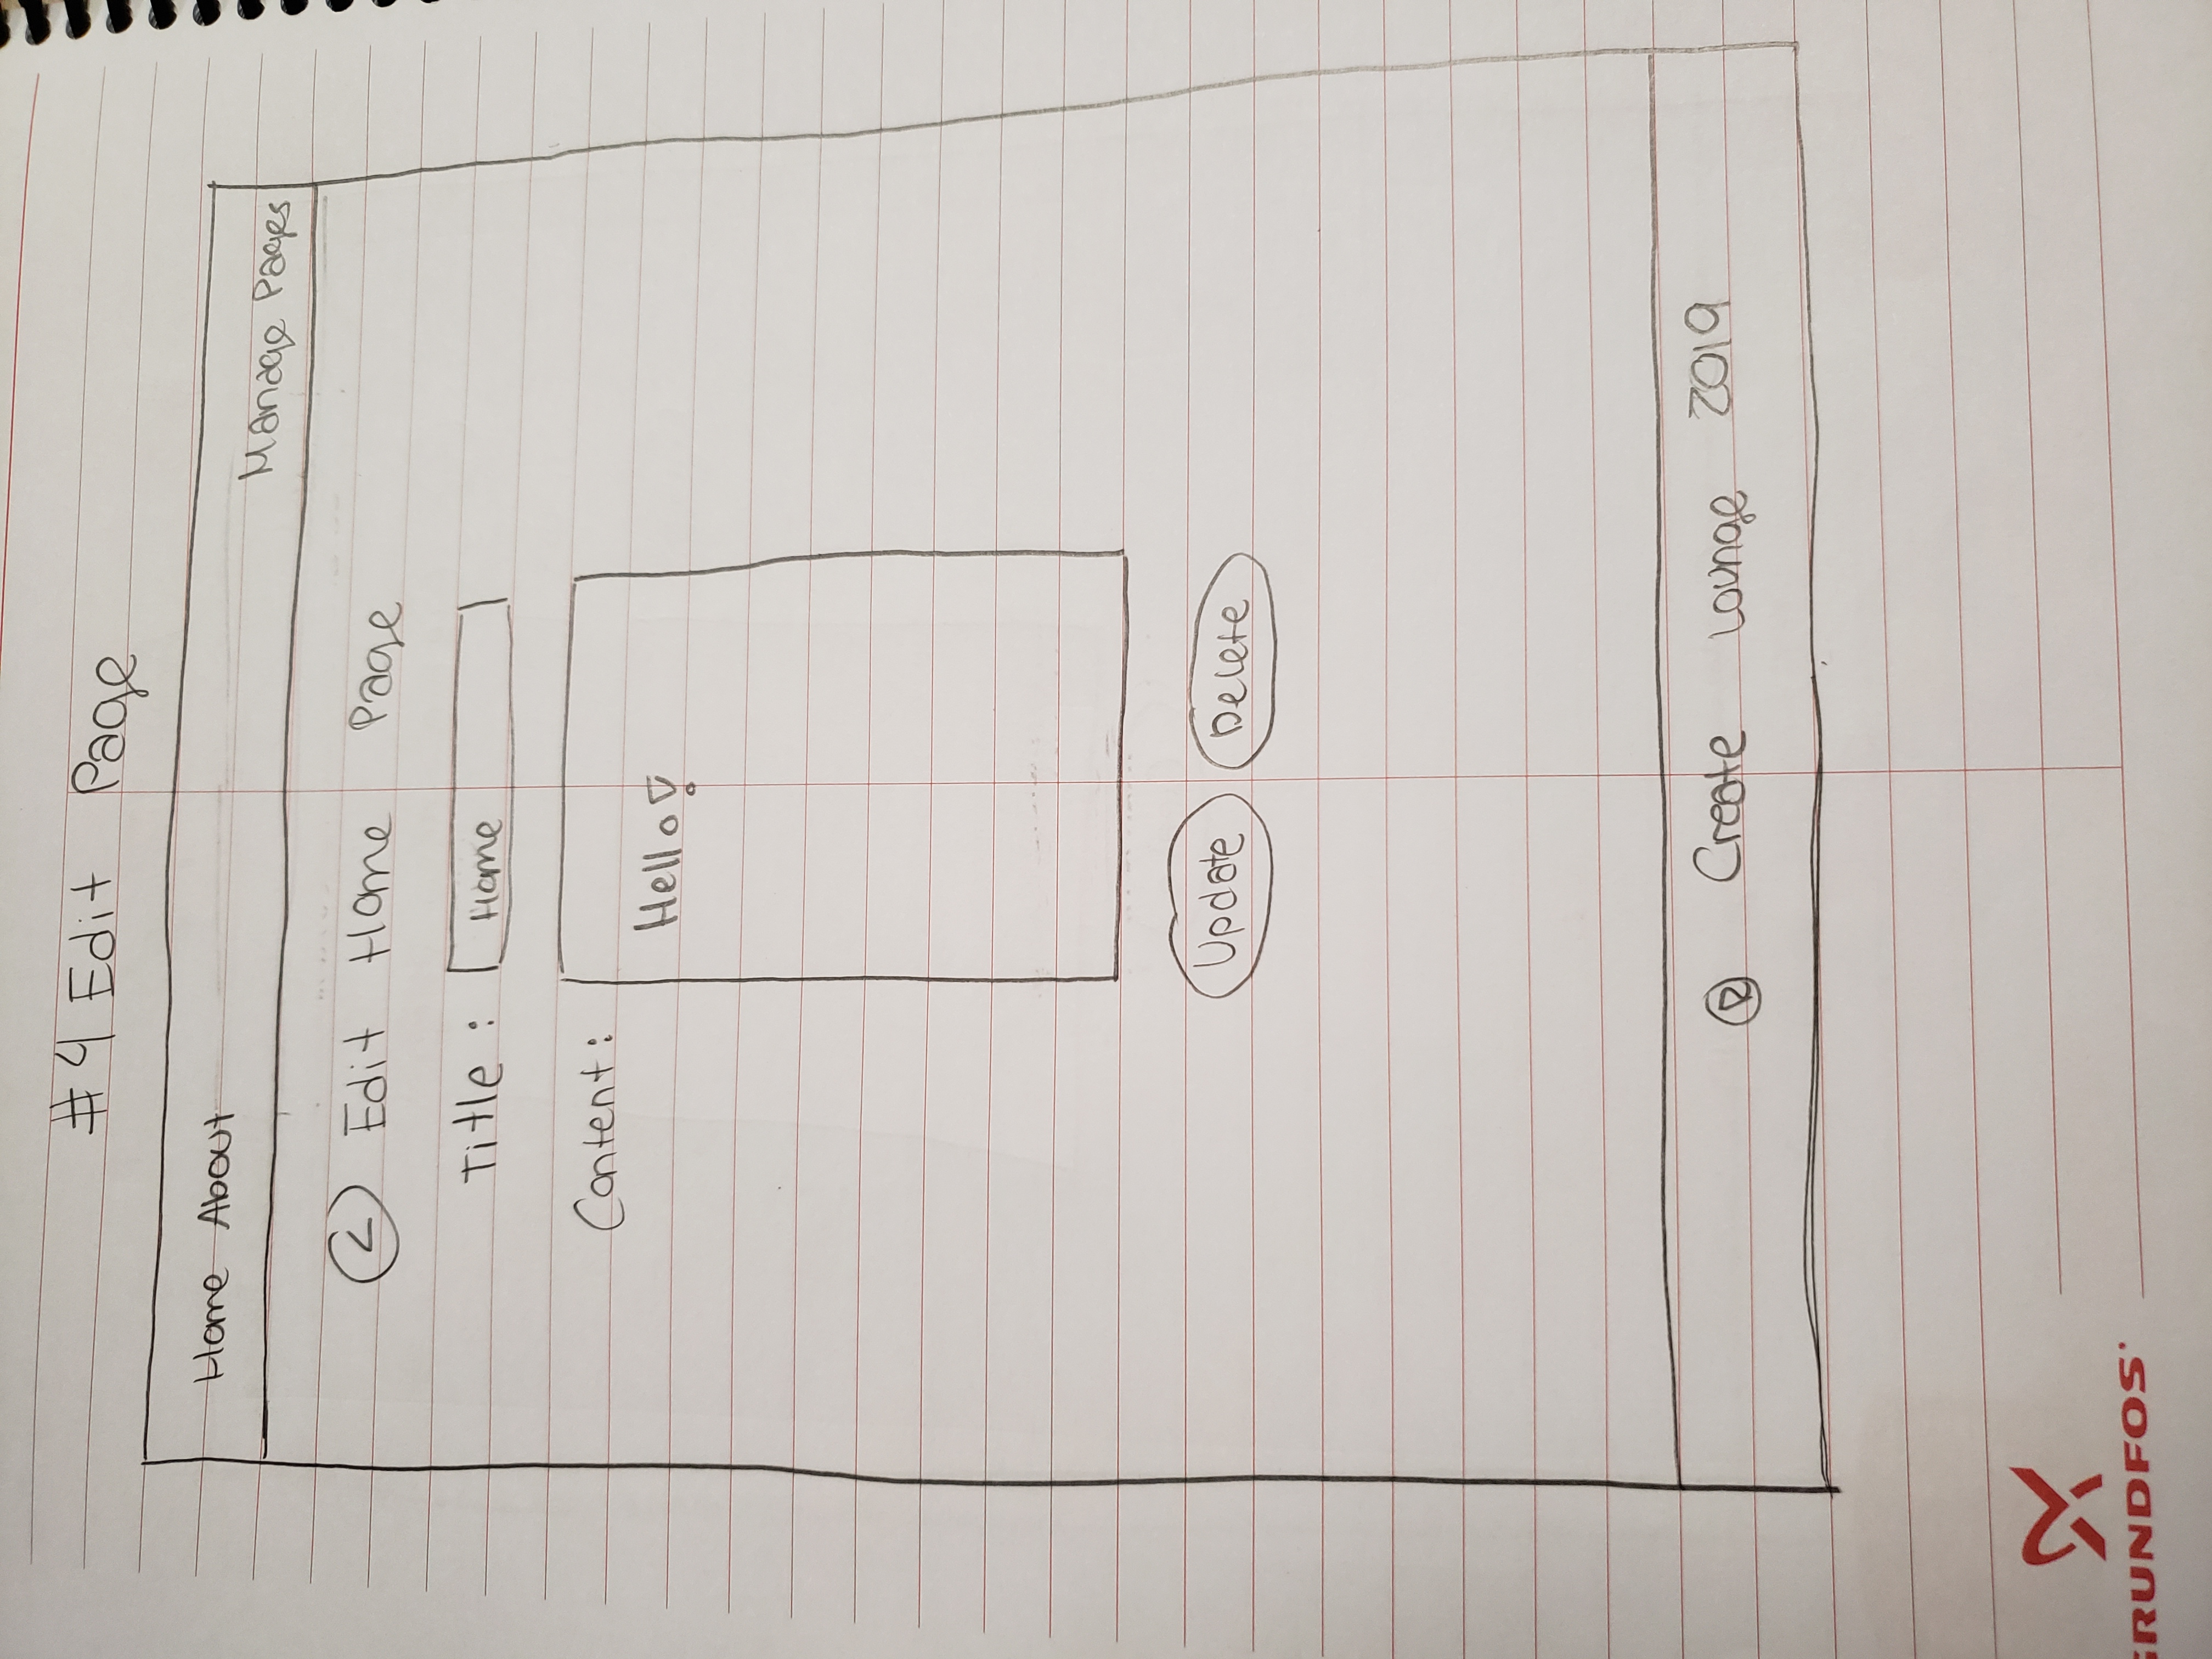 #4 Edit Page
Home About
Manage Pages
< Edit Home Page
Title : Home
Content:
Hello!
Update Delete
® Create Lounge 2019
GRUNDFOS